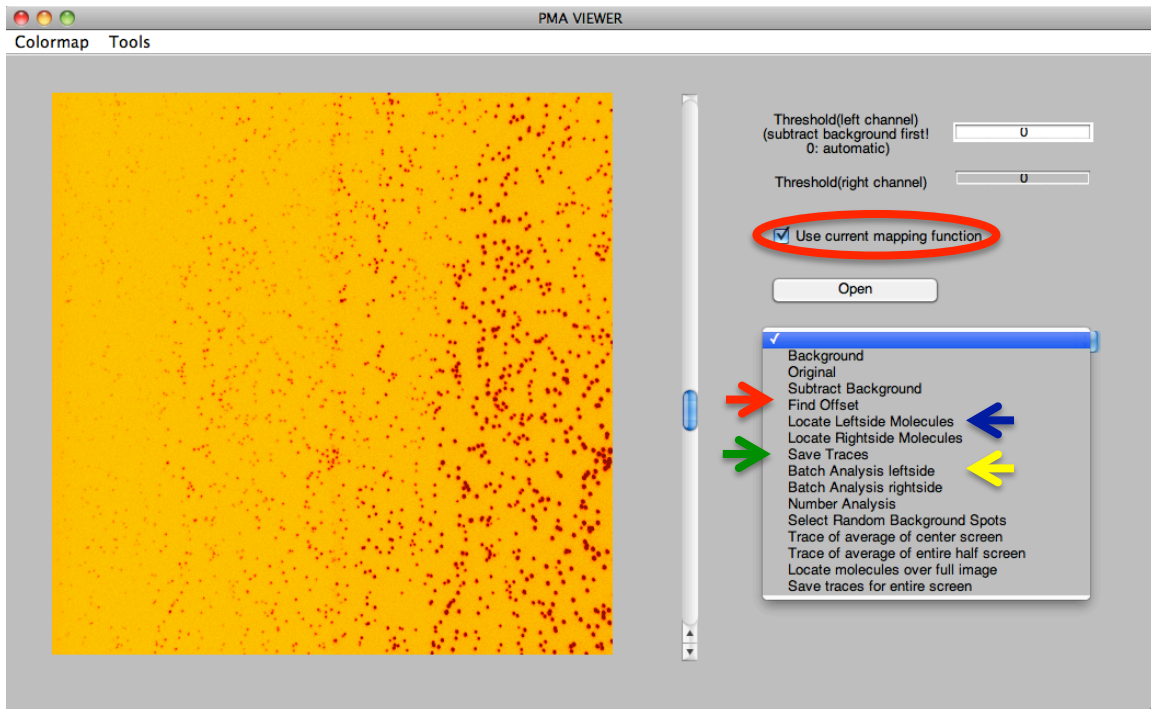 PMA VIEWER
Colormap Tools
Threshold(left channel)
(subtract background first!
0: automatic)
0
Threshold(right channel)
0
Use current mapping function
Open
Background
Original
Subtract Background
Find Offset
Locate Leftside Molecules
Locate Rightside Molecules
Save Traces
Batch Analysis leftside
Batch Analysis rightside
Number Analysis
Select Random Background Spots
Trace of average of center screen
Trace of average of entire half screen
Locate molecules over full image
Save traces for entire screen